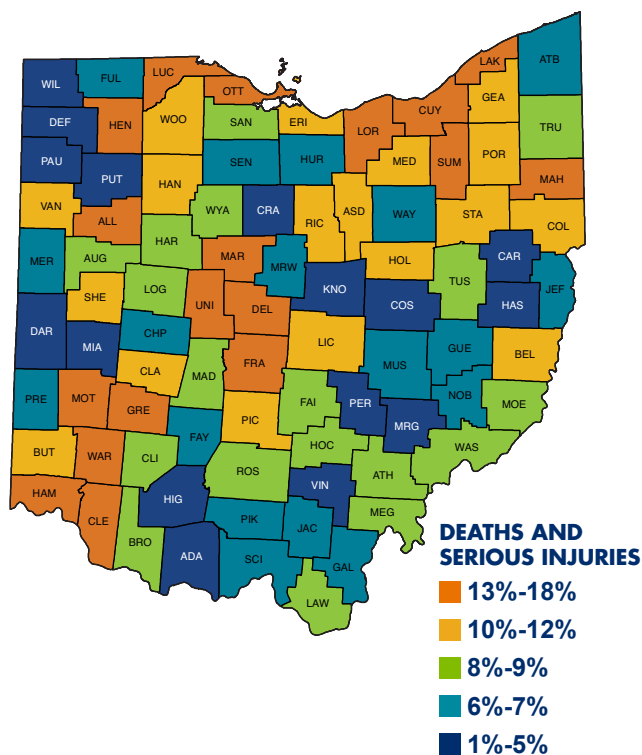 WIL
FUL
LUC
OTT
LAK
ATB
GEA
CUY
DEF
HEN
WOO
SAN
ERI
LOR
TRU
PAU
PUT
SEN
HUR
MED
SUM
POR
MAH
HAN
VAN
ALL
WYA
CRA
RIC
ASD
WAY
STA
COL
MER
AUG
HAR
MAR
MRW
HOL
CAR
TUS
JEF
SHE
LOG
UNI
DEL
KNO
COS
HAS
DAR
MIA
CHP
LIC
GUE
BEL
CLA
MAD
FRA
MUS
PRE
MOT
GRE
FAI
PER
NOB
MOE
FAY
PIC
MRG
BUT
WAR
CLI
ROS
HOC
WAS
ATH
HAM
CLE
HIG
VIN
MEG
BRO
ADA
PIK
JAC
SCI
GAL
LAW
DEATHS AND
SERIOUS INJURIES
13%-18%
10%-12%
8%-9%
6%-7%
1%-5%